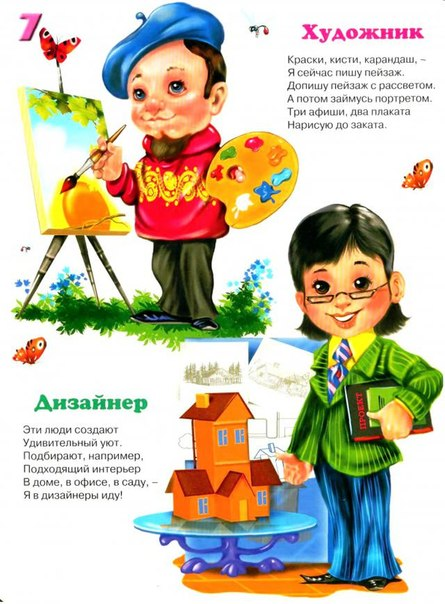 7
Художник
Краски, кисти, карандаш, –
Я сейчас пишу пейзаж.
Допишу пейзаж с рассветом.
А потом займусь портретом.
Три афиши, два плаката
Нарисую до заката.
ПРОЕКТ
Дизайнер
Эти люди создают
Удивительный уют.
Подбирают, например,
Подходящий интерьер
В доме, в офисе, в саду, –
Я в дизайнеры иду!